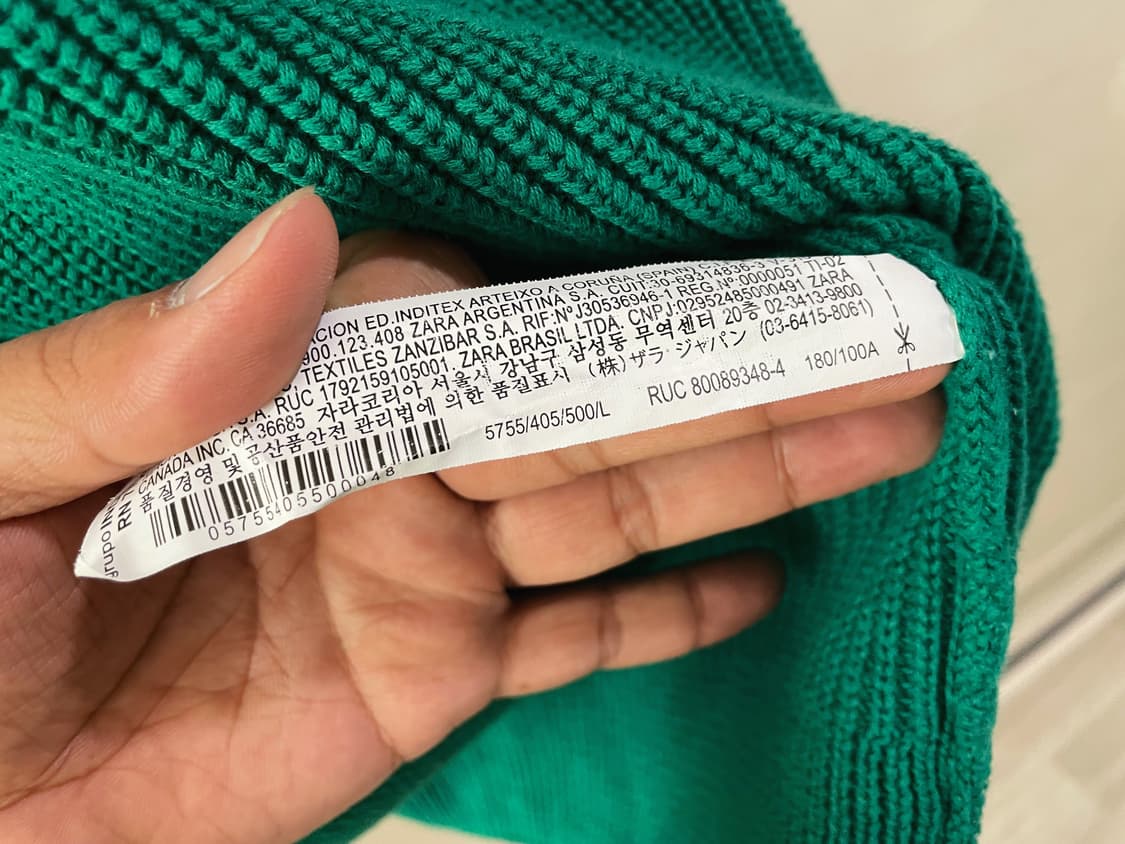 ACION ED.INDITEX ARTEIXO A CORUÑA (SPAIN)
900.123.408 ZARA ARGENTINA S.A. CUIT:30-69314836-5
TEXTILES ZANZIBAR S.A. RIF:NºJ30536946-1 REG.Nº:0000051 TI-02
S.A. RUC 1792159105001. ZARA BRASIL,LTDA. CNPJ:02952485000491 ZARA
CANADA INC. CA 36685 자라코리아 서울시 강남구 삼성동 무역센터 20층 02-3413-9800
품질경영 및 공산품안전 관리법에 의한 품질표시 (株)ザラ・ジャパン (03-6415-8061)
05755405500048
5755/405/500/L
RUC 80089348-4
180/100A